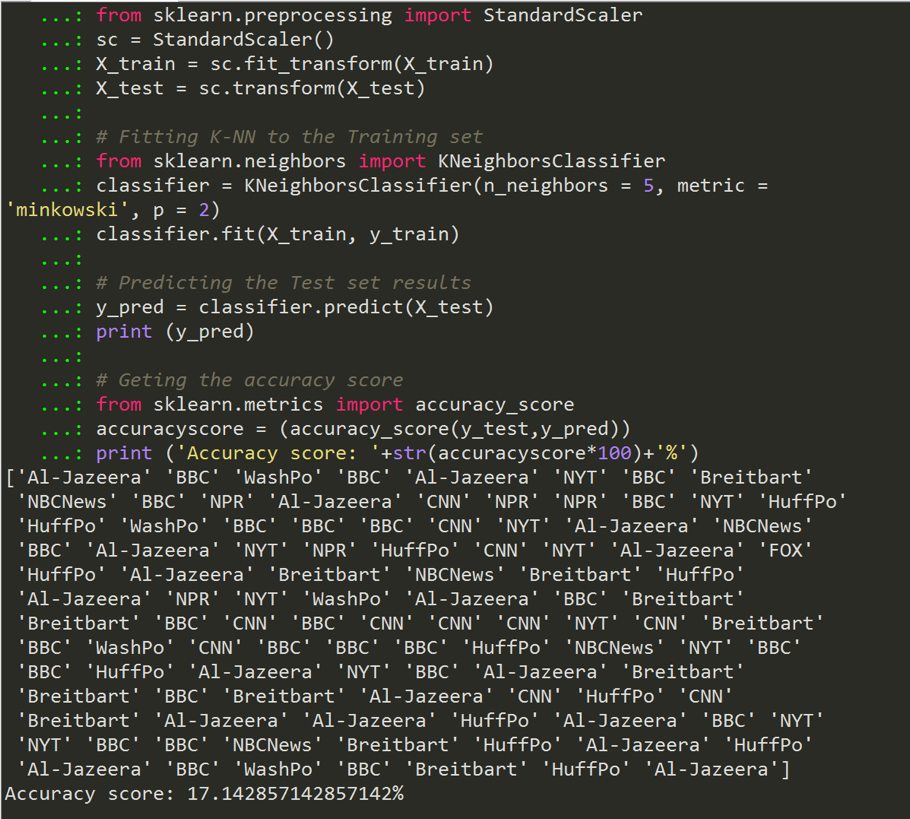 ...: from sklearn.preprocessing import StandardScaler
...: sc = StandardScaler()
...: X_train = sc.fit_transform(X_train)
...: X_test = sc.transform(X_test)
...:
...: # Fitting K-NN to the Training set
...: from sklearn.neighbors import KNeighborsClassifier
...: classifier = KNeighborsClassifier(n_neighbors = 5, metric =
'minkowski', p = 2)
...: classifier.fit(X_train, y_train)
...:
...: # Predicting the Test set results
...: y_pred = classifier.predict(X_test)
...: print (y_pred)
...:
...: # Geting the accuracy score
...: from sklearn.metrics import accuracy_score
...: accuracyscore = (accuracy_score(y_test,y_pred))
...: print ('Accuracy score: '+str(accuracyscore*100)+'%')
['Al-Jazeera' 'BBC' 'WashPo' 'BBC' 'Al-Jazeera' 'NYT' 'BBC' 'Breitbart'
'NBCNews' 'BBC' 'NPR' 'Al-Jazeera' 'CNN' 'NPR' 'NPR' 'BBC' 'NYT' 'HuffPo'
'HuffPo' 'WashPo' 'BBC' 'BBC' 'BBC' 'CNN' 'NYT' 'Al-Jazeera' 'NBCNews'
'BBC' 'Al-Jazeera' 'NYT' 'NPR' 'HuffPo' 'CNN' 'NYT' 'Al-Jazeera' 'FOX'
'HuffPo' 'Al-Jazeera' 'Breitbart' 'NBCNews' 'Breitbart' 'HuffPo'
'Al-Jazeera' 'NPR' 'NYT' 'WashPo' 'Al-Jazeera' 'BBC' 'Breitbart'
'Breitbart' 'BBC' 'CNN' 'BBC' 'CNN' 'CNN' 'CNN' 'NYT' 'CNN' 'Breitbart'
'BBC' 'WashPo' 'CNN' 'BBC' 'BBC' 'BBC' 'HuffPo' 'NBCNews' 'NYT' 'BBC'
'BBC' 'HuffPo' 'Al-Jazeera' 'NYT' 'BBC' 'Al-Jazeera' 'Breitbart'
'Breitbart' 'BBC' 'Breitbart' 'Al-Jazeera' 'CNN' 'HuffPo' 'CNN'
'Breitbart' 'Al-Jazeera' 'Al-Jazeera' 'HuffPo' 'Al-Jazeera' 'BBC' 'NYT'
'NYT' 'BBC' 'BBC' 'NBCNews' 'Breitbart' 'HuffPo' 'Al-Jazeera' 'HuffPo'
'Al-Jazeera' 'BBC' 'WashPo' 'BBC' 'Breitbart' 'HuffPo' 'Al-Jazeera']
Accuracy score: 17.142857142857142%